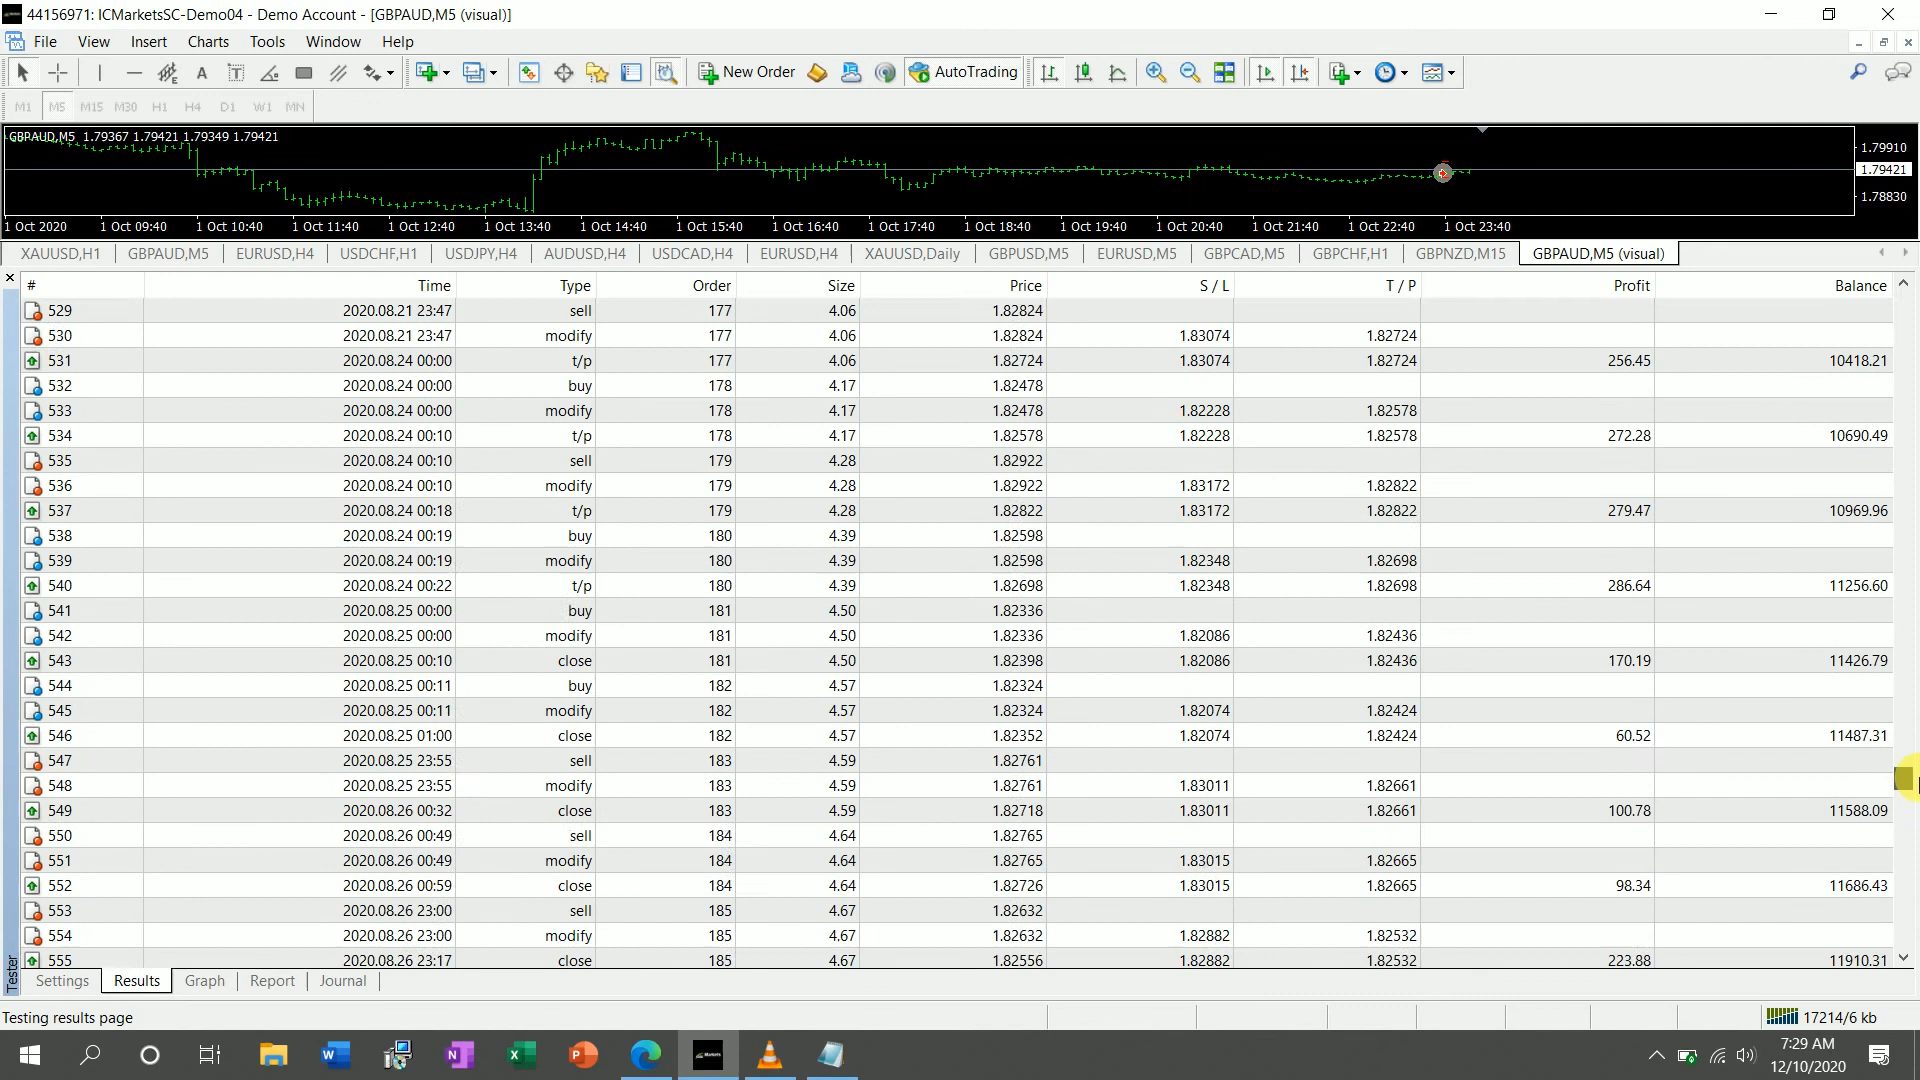 44156971: ICMarketsSC-Demo04 - Demo Account - [GBPAUD,M5 (visual)]
File View Insert Charts Tools Window Help
New Order AutoTrading
M1 M5 M15 M30 H1 H4 D1 W1 MN
GBPAUD,M5 1.79367 1.79421 1.79349 1.79421
1.79910
1.79421
1.78830
1 Oct 2020 1 Oct 09:40 1 Oct 10:40 1 Oct 11:40 1 Oct 12:40 1 Oct 13:40 1 Oct 14:40 1 Oct 15:40 1 Oct 16:40 1 Oct 17:40 1 Oct 18:40 1 Oct 19:40 1 Oct 20:40 1 Oct 21:40 1 Oct 22:40 1 Oct 23:40
XAUUSD,H1 GBPAUD,M5 EURUSD,H4 USDCHF,H1 USDJPY,H4 AUDUSD,H4 USDCAD,H4 EURUSD,H4 XAUUSD,Daily GBPUSD,M5 EURUSD,M5 GBPCAD,M5 GBPCHF,H1 GBPNZD,M15 GBPAUD,M5 (visual)
# Time Type Order Size Price S / L T / P Profit Balance
529 2020.08.21 23:47 sell 177 4.06 1.82824
530 2020.08.21 23:47 modify 177 4.06 1.82824 1.83074 1.82724
531 2020.08.24 00:00 t/p 177 4.06 1.82724 1.83074 1.82724 256.45 10418.21
532 2020.08.24 00:00 buy 178 4.17 1.82478
533 2020.08.24 00:00 modify 178 4.17 1.82478 1.82228 1.82578
534 2020.08.24 00:10 t/p 178 4.17 1.82578 1.82228 1.82578 272.28 10690.49
535 2020.08.24 00:10 sell 179 4.28 1.82922
536 2020.08.24 00:10 modify 179 4.28 1.82922 1.83172 1.82822
537 2020.08.24 00:18 t/p 179 4.28 1.82822 1.83172 1.82822 279.47 10969.96
538 2020.08.24 00:19 buy 180 4.39 1.82598
539 2020.08.24 00:19 modify 180 4.39 1.82598 1.82348 1.82698
540 2020.08.24 00:22 t/p 180 4.39 1.82698 1.82348 1.82698 286.64 11256.60
541 2020.08.25 00:00 buy 181 4.50 1.82336
542 2020.08.25 00:00 modify 181 4.50 1.82336 1.82086 1.82436
543 2020.08.25 00:10 close 181 4.50 1.82398 1.82086 1.82436 170.19 11426.79
544 2020.08.25 00:11 buy 182 4.57 1.82324
545 2020.08.25 00:11 modify 182 4.57 1.82324 1.82074 1.82424
546 2020.08.25 01:00 close 182 4.57 1.82352 1.82074 1.82424 60.52 11487.31
547 2020.08.25 23:55 sell 183 4.59 1.82761
548 2020.08.25 23:55 modify 183 4.59 1.82761 1.83011 1.82661
549 2020.08.26 00:32 close 183 4.59 1.82718 1.83011 1.82661 100.78 11588.09
550 2020.08.26 00:49 sell 184 4.64 1.82765
551 2020.08.26 00:49 modify 184 4.64 1.82765 1.83015 1.82665
552 2020.08.26 00:59 close 184 4.64 1.82726 1.83015 1.82665 98.34 11686.43
553 2020.08.26 23:00 sell 185 4.67 1.82632
554 2020.08.26 23:00 modify 185 4.67 1.82632 1.82882 1.82532
555 2020.08.26 23:17 close 185 4.67 1.82556 1.82882 1.82532 223.88 11910.31
Tester
Settings Results Graph Report Journal
Testing results page 17214/6 kb
7:29 AM
12/10/2020